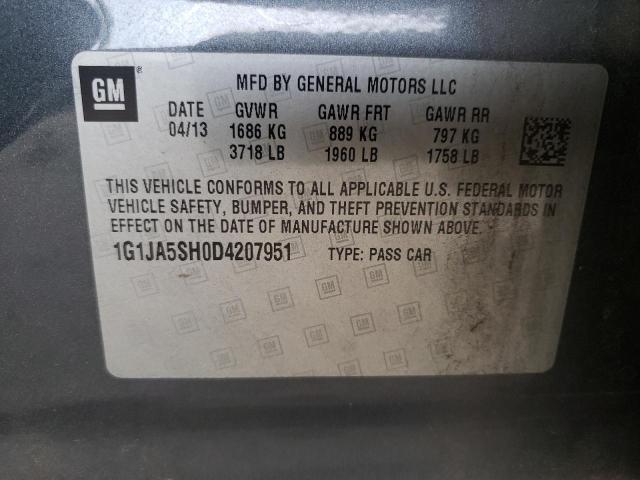 GM ®
MFD BY GENERAL MOTORS LLC
DATE GVWR GAWR FRT GAWR RR
04/13 1686 KG 889 KG 797 KG
3718 LB 1960 LB 1758 LB
THIS VEHICLE CONFORMS TO ALL APPLICABLE U.S. FEDERAL MOTOR
VEHICLE SAFETY, BUMPER, AND THEFT PREVENTION STANDARDS IN
EFFECT ON THE DATE OF MANUFACTURE SHOWN ABOVE.
1G1JA5SH0D4207951 TYPE: PASS CAR